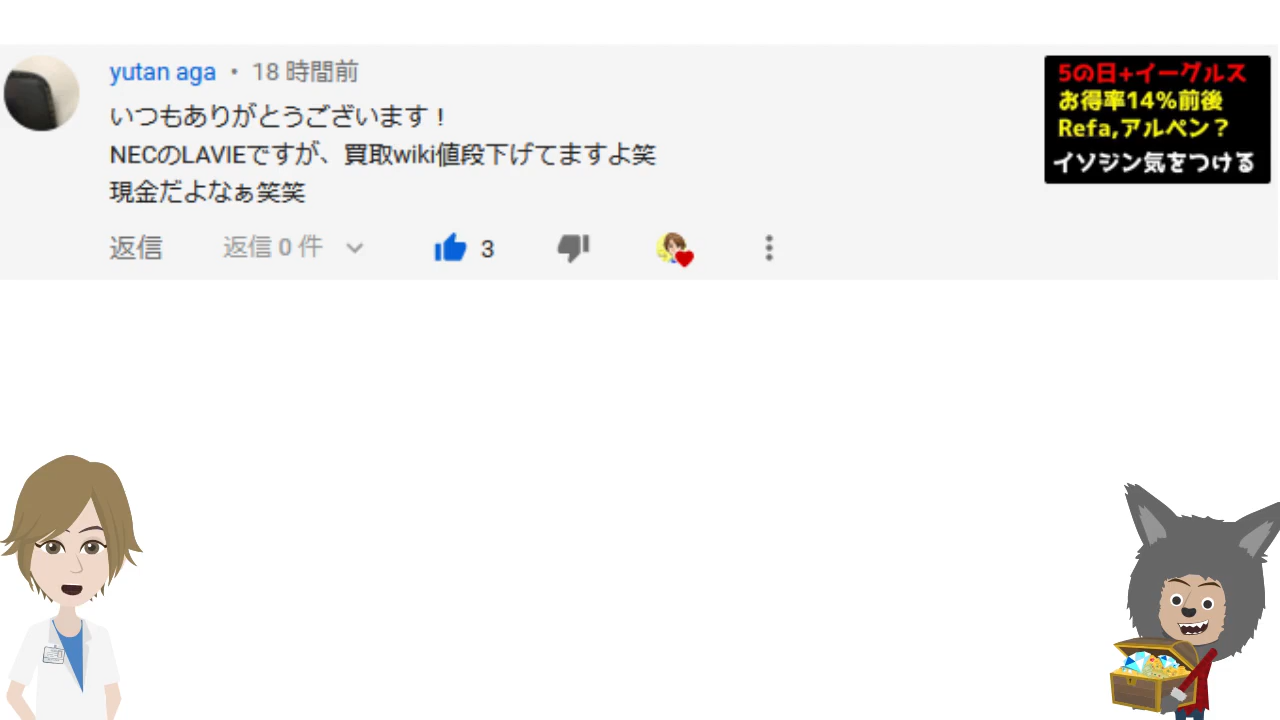 yutan aga • 18 時間前
いつもありがとうございます！
NECのLAVIEですが、買取wiki値段下げてますよ笑
現金だよなぁ笑笑
返信 返信 0 件 3
5の日+イーグルス
お得率14%前後
Refa,アルペン？
イソジン気をつける